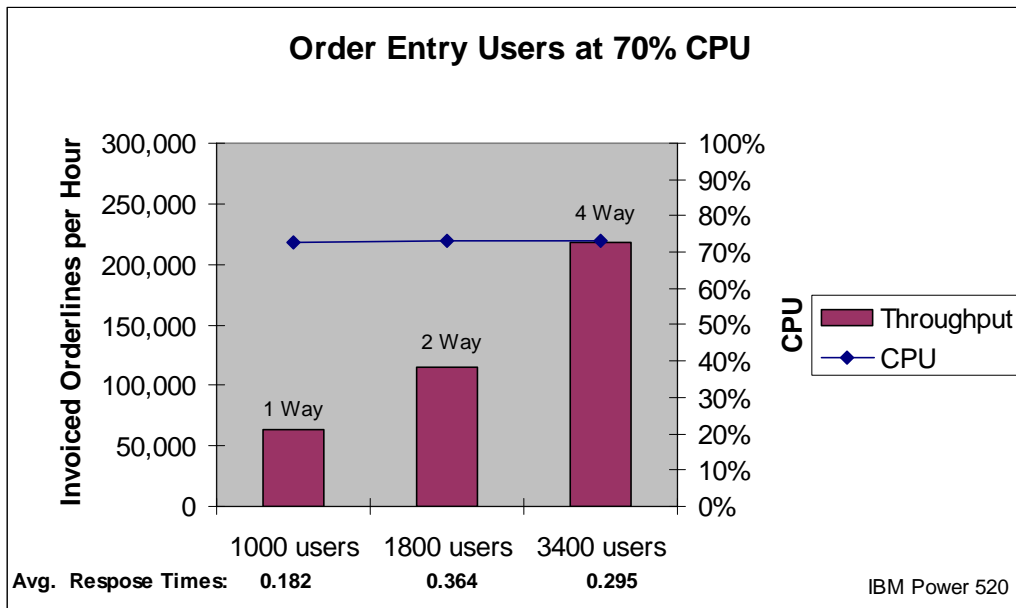 Order Entry Users at 70% CPU
Invoiced Orderlines per Hour
300,000
250,000
200,000
150,000
100,000
50,000
0
1 Way
2 Way
4 Way
100%
90%
80%
70%
60%
50%
40%
30%
20%
10%
0%
CPU
Throughput
CPU
1000 users 1800 users 3400 users
Avg. Respose Times: 0.182 0.364 0.295
IBM Power 520